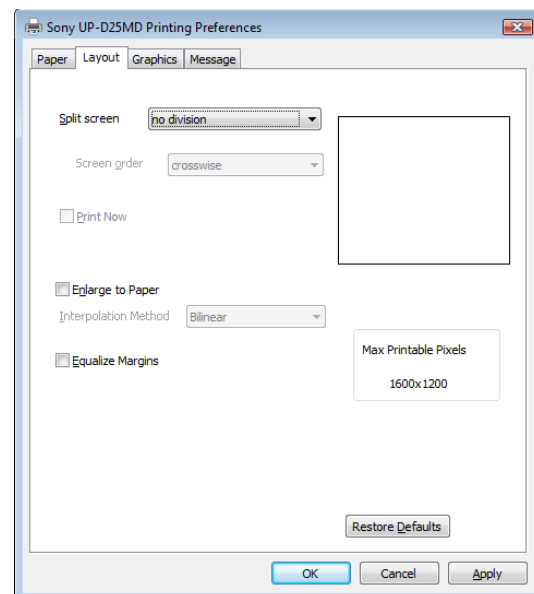 Sony UP-D25MD Printing Preferences
Paper Layout Graphics Message
Split screen no division
Screen order crosswise
Print Now
Enlarge to Paper
Interpolation Method Bilinear
Equalize Margins
Max Printable Pixels
1600x1200
Restore Defaults
OK Cancel Apply